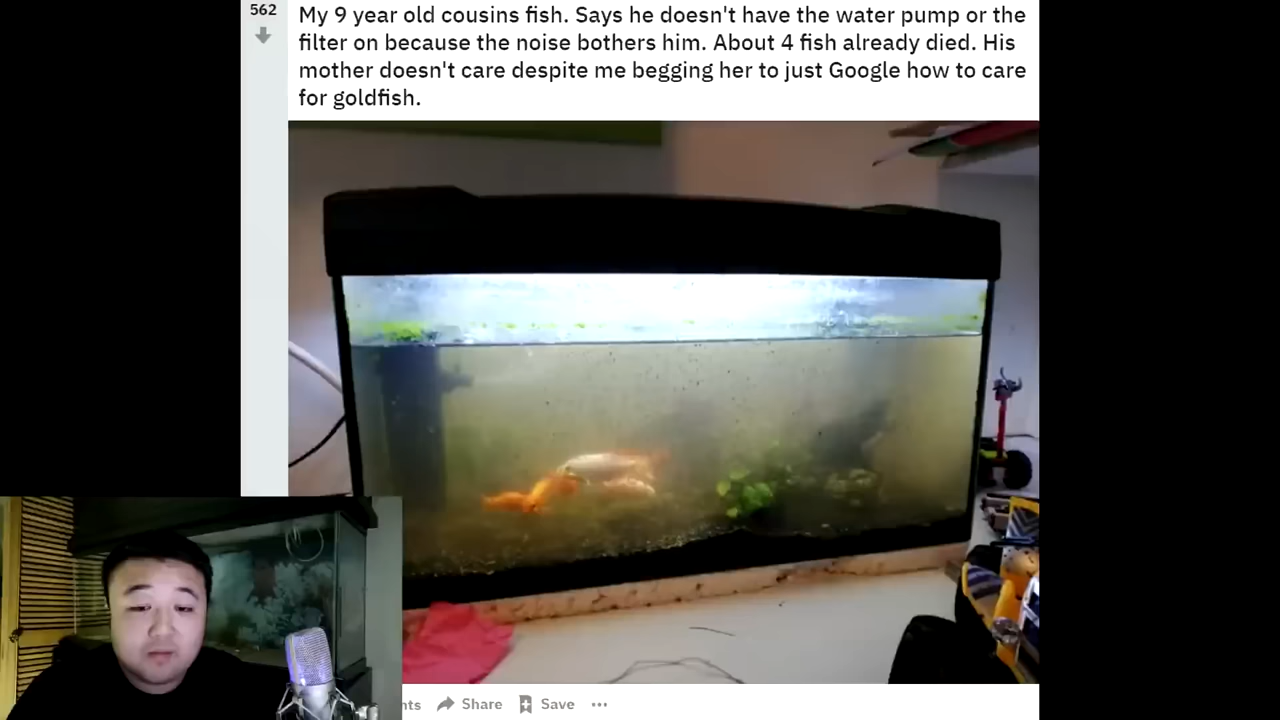 562
My 9 year old cousins fish. Says he doesn't have the water pump or the
filter on because the noise bothers him. About 4 fish already died. His
mother doesn't care despite me begging her to just Google how to care
for goldfish.
nts Share Save ...